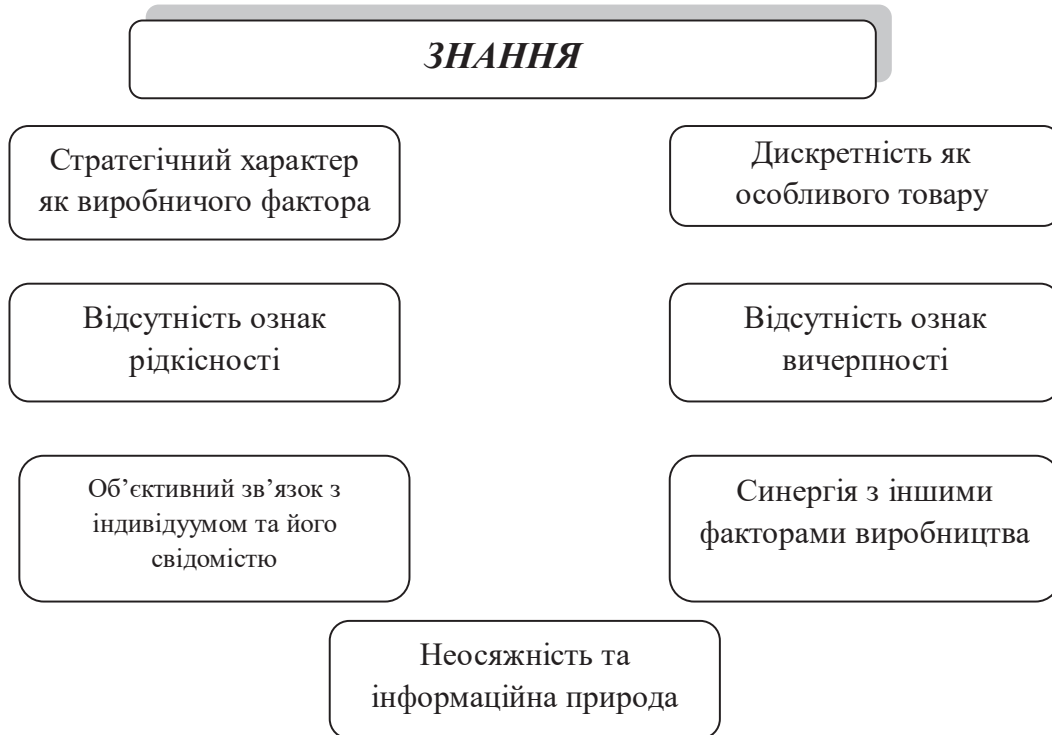 ЗНАННЯ
Стратегічний характер
як виробничого фактора
Дискретність як
особливого товару
Відсутність ознак
рідкісності
Відсутність ознак
вичерпності
Об’єктивний зв’язок з
індивідуумом та його
свідомістю
Синергія з іншими
факторами виробництва
Неосяжність та
інформаційна природа